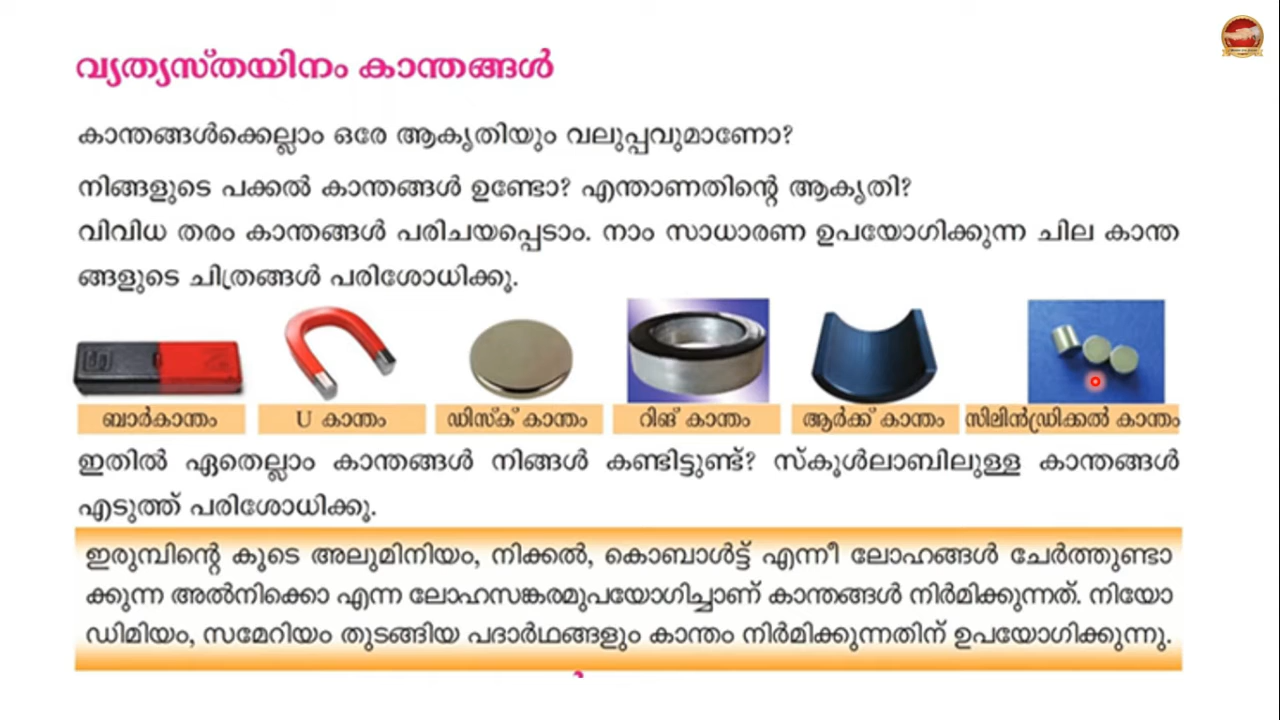 വ്യത്യസ്തയിനം കാന്തങ്ങൾ
കാന്തങ്ങൾക്കെല്ലാം ഒരേ ആകൃതിയും വലുപ്പവുമാണോ?
നിങ്ങളുടെ പക്കൽ കാന്തങ്ങൾ ഉണ്ടോ? എന്താണതിന്റെ ആകൃതി?
വിവിധ തരം കാന്തങ്ങൾ പരിചയപ്പെടാം. നാം സാധാരണ ഉപയോഗിക്കുന്ന ചില കാന്ത
ങ്ങളുടെ ചിത്രങ്ങൾ പരിശോധിക്കൂ.
ബാർകാന്തം
U കാന്തം
ഡിസ്ക് കാന്തം
റിങ് കാന്തം
ആർക്ക് കാന്തം
സിലിൻഡ്രിക്കൽ കാന്തം
ഇതിൽ ഏതെല്ലാം കാന്തങ്ങൾ നിങ്ങൾ കണ്ടിട്ടുണ്ട്? സ്കൂൾലാബിലുള്ള കാന്തങ്ങൾ
എടുത്ത് പരിശോധിക്കൂ.
ഇരുമ്പിന്റെ കൂടെ അലുമിനിയം, നിക്കൽ, കൊബാൾട്ട് എന്നീ ലോഹങ്ങൾ ചേർത്തുണ്ടാ
ക്കുന്ന അൽനിക്കൊ എന്ന ലോഹസങ്കരമുപയോഗിച്ചാണ് കാന്തങ്ങൾ നിർമിക്കുന്നത്. നിയോ
ഡിമിയം, സമേറിയം തുടങ്ങിയ പദാർഥങ്ങളും കാന്തം നിർമിക്കുന്നതിന് ഉപയോഗിക്കുന്നു.